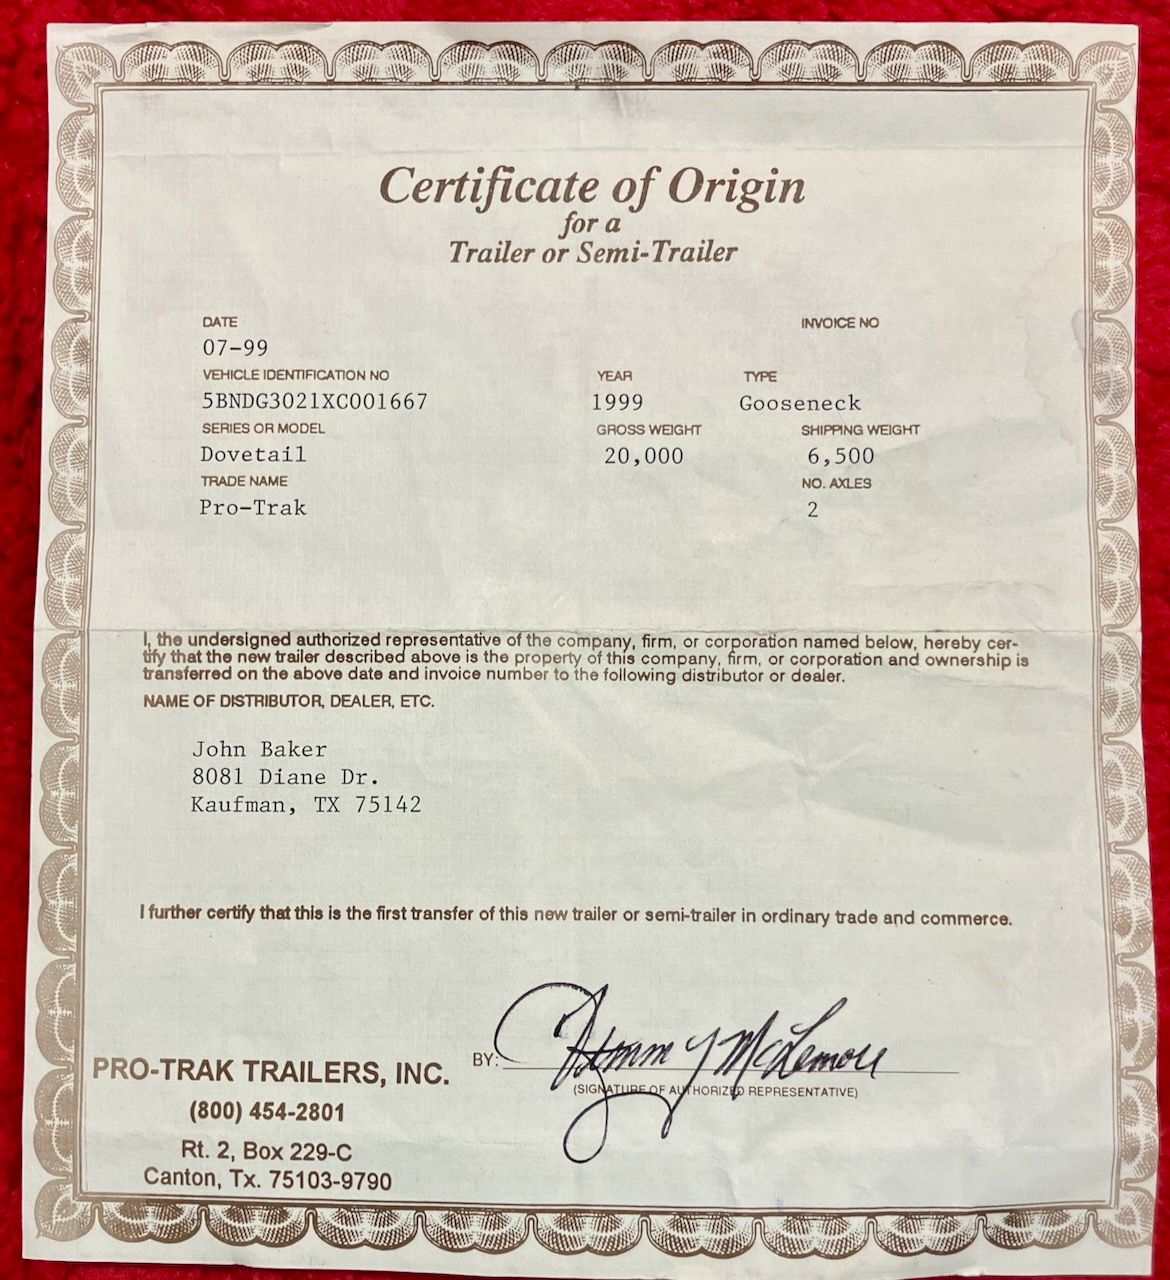 Certificate of Origin
for a
Trailer or Semi-Trailer
DATE INVOICE NO
07-99
VEHICLE IDENTIFICATION NO YEAR TYPE
5BNDG3021XC001667 1999 Gooseneck
SERIES OR MODEL GROSS WEIGHT SHIPPING WEIGHT
Dovetail 20,000 6,500
TRADE NAME NO. AXLES
Pro-Trak 2
I, the undersigned authorized representative of the company, firm, or corporation named below, hereby cer-
tify that the new trailer described above is the property of this company, firm, or corporation and ownership is
transferred on the above date and invoice number to the following distributor or dealer.
NAME OF DISTRIBUTOR, DEALER, ETC.
John Baker
8081 Diane Dr.
Kaufman, TX 75142
I further certify that this is the first transfer of this new trailer or semi-trailer in ordinary trade and commerce.
BY: McLemore
(SIGNATURE OF AUTHORIZED REPRESENTATIVE)
PRO-TRAK TRAILERS, INC.
(800) 454-2801
Rt. 2, Box 229-C
Canton, Tx. 75103-9790